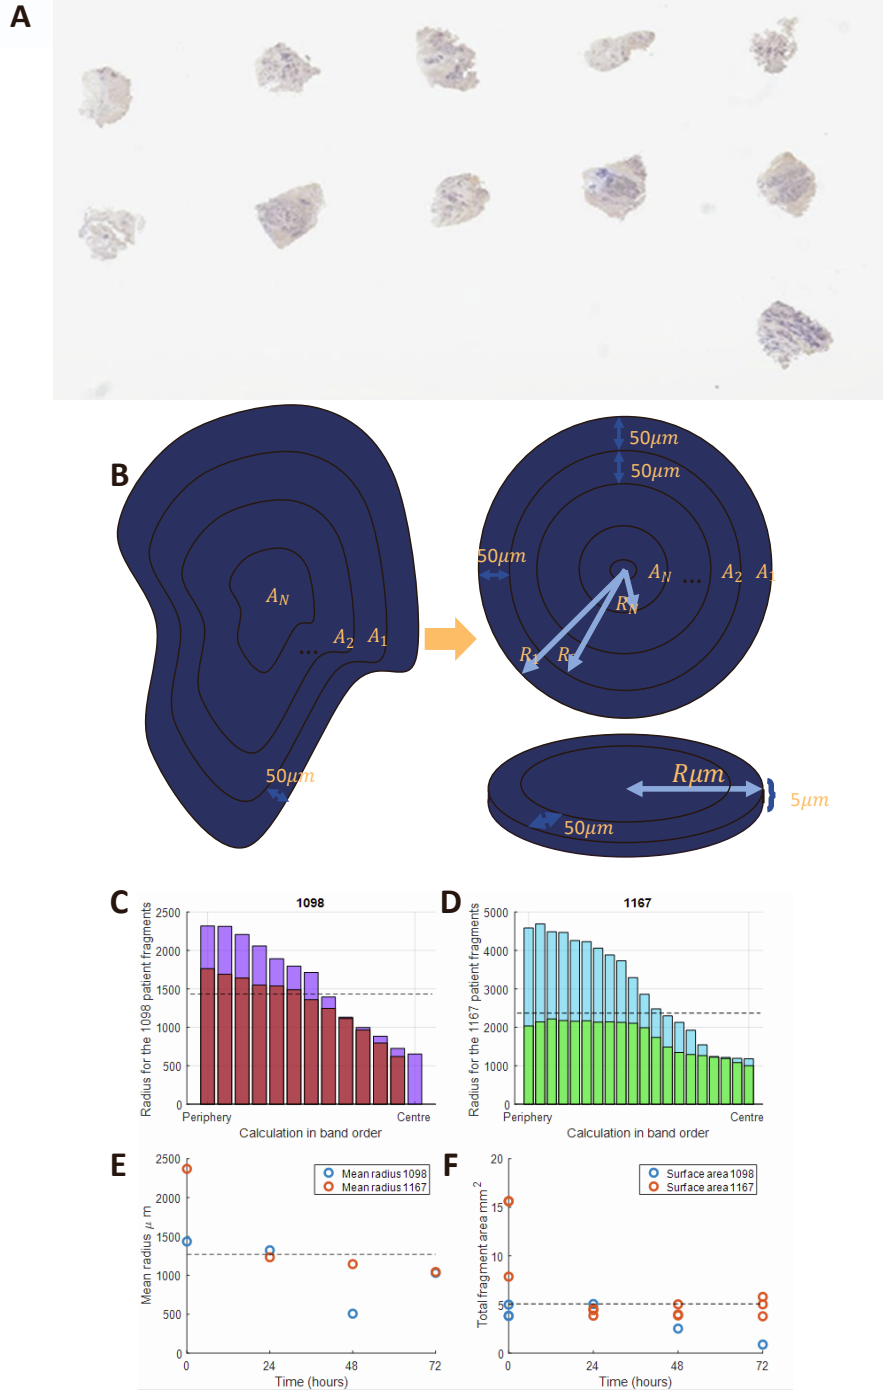 A
B
50μm
50μm
50μm
A_N
...
A_2
A_1
A_N
...
A_2
A_1
R_N
R_1
R
50μm
Rμm
5μm
50μm
C
1098
Radius for the 1098 patient fragments
2500
2000
1500
1000
500
0
Periphery
Centre
Calculation in band order
D
1167
Radius for the 1167 patient fragments
5000
4000
3000
2000
1000
0
Periphery
Centre
Calculation in band order
E
Mean radius μ m
2500
2000
1500
1000
500
0
Mean radius 1098
Mean radius 1167
0
24
48
72
Time (hours)
F
Total fragment area mm²
20
15
10
5
0
Surface area 1098
Surface area 1167
0
24
48
72
Time (hours)